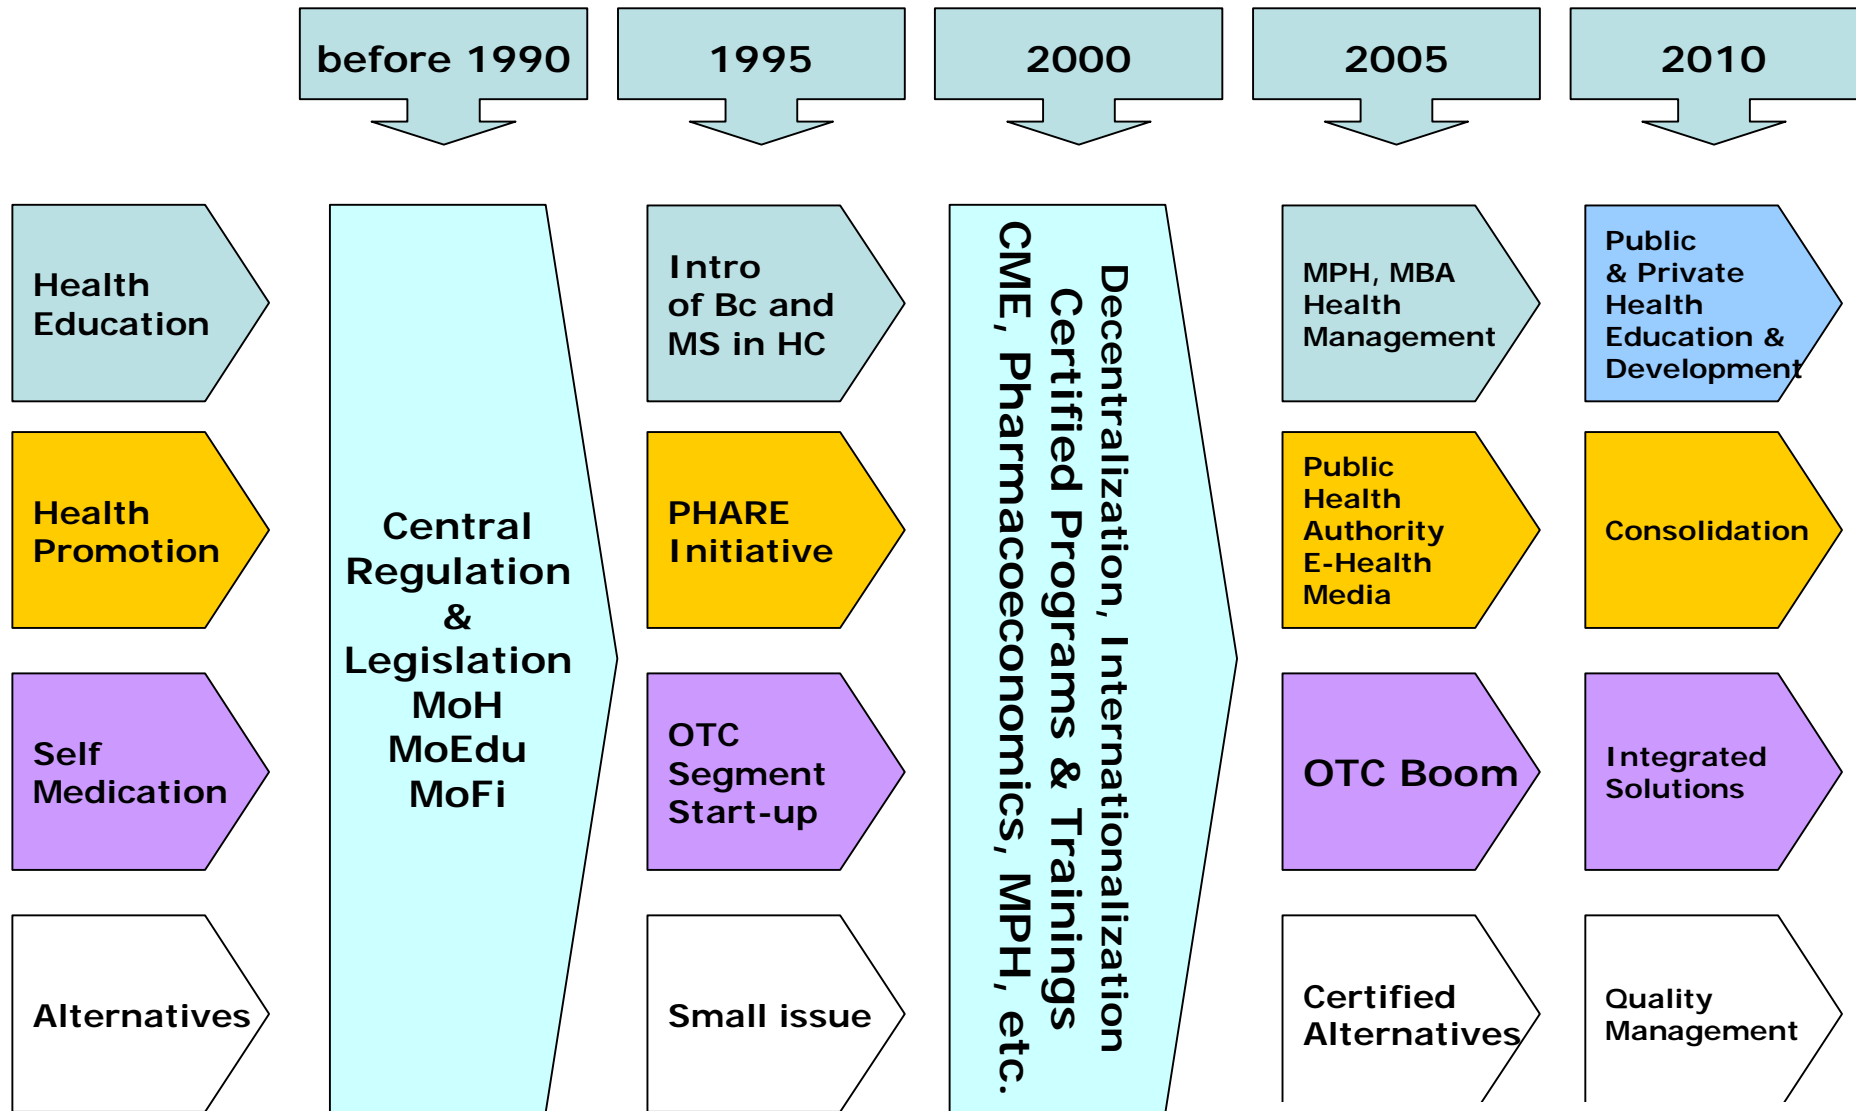 before 1990
1995
2000
2005
2010
Health
Education
Health
Promotion
Self
Medication
Alternatives
Central
Regulation
&
Legislation
MoH
MoEdu
MoFi
Intro
of Bc and
MS in HC
PHARE
Initiative
OTC
Segment
Start-up
Small issue
Decentralization, Internationalization
Certified Programs & Trainings
CME, Pharmacoeconomics, MPH, etc.
MPH, MBA
Health
Management
Public
Health
Authority
E-Health
Media
OTC Boom
Certified
Alternatives
Public
& Private
Health
Education &
Development
Consolidation
Integrated
Solutions
Quality
Management